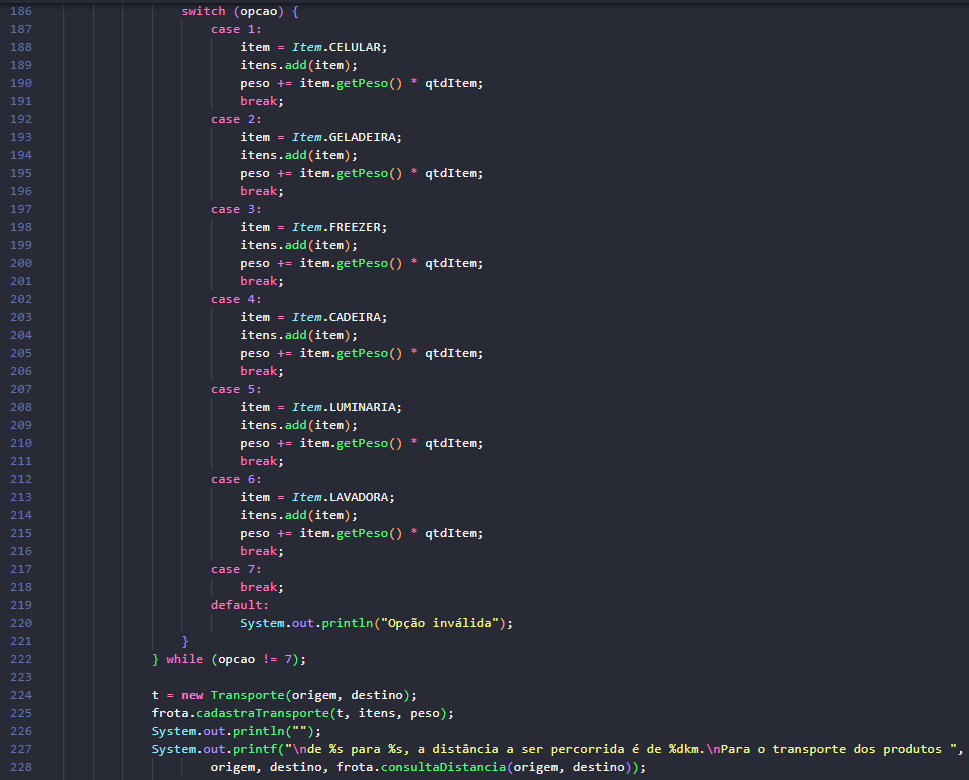 186 switch (opcao) {
187 case 1:
188 item = Item.CELULAR;
189 itens.add(item);
190 peso += item.getPeso() * qtdItem;
191 break;
192 case 2:
193 item = Item.GELADEIRA;
194 itens.add(item);
195 peso += item.getPeso() * qtdItem;
196 break;
197 case 3:
198 item = Item.FREEZER;
199 itens.add(item);
200 peso += item.getPeso() * qtdItem;
201 break;
202 case 4:
203 item = Item.CADEIRA;
204 itens.add(item);
205 peso += item.getPeso() * qtdItem;
206 break;
207 case 5:
208 item = Item.LUMINARIA;
209 itens.add(item);
210 peso += item.getPeso() * qtdItem;
211 break;
212 case 6:
213 item = Item.LAVADORA;
214 itens.add(item);
215 peso += item.getPeso() * qtdItem;
216 break;
217 case 7:
218 break;
219 default:
220 System.out.println("Opção inválida");
221 }
222 } while (opcao != 7);
223
224 t = new Transporte(origem, destino);
225 frota.cadastraTransporte(t, itens, peso);
226 System.out.println("");
227 System.out.printf("\nde %s para %s, a distância a ser percorrida é de %dkm.\nPara o transporte dos produtos ",
228 origem, destino, frota.consultaDistancia(origem, destino));